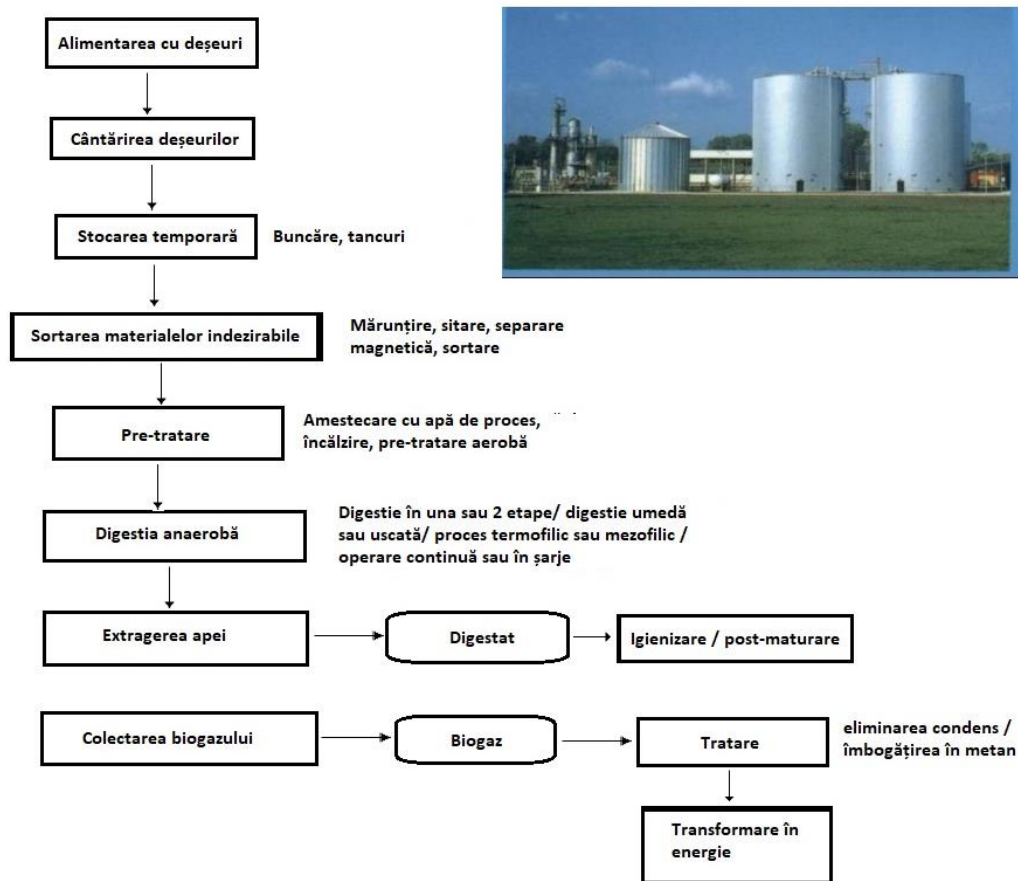 Alimentarea cu deșeuri
Cântărirea deșeurilor
Stocarea temporară
Buncăre, tancuri
Sortarea materialelor indezirabile
Mărunțire, sitare, separare
magnetică, sortare
Pre-tratare
Amestecare cu apă de proces,
încălzire, pre-tratare aerobă
Digestia anaerobă
Digestie în una sau 2 etape/ digestie umedă
sau uscată/ proces termofilic sau mezofilic /
operare continuă sau în șarje
Extragerea apei
Digestat
Igienizare / post-maturare
Colectarea biogazului
Biogaz
Tratare
eliminarea condens /
îmbogățirea în metan
Transformare în
energie